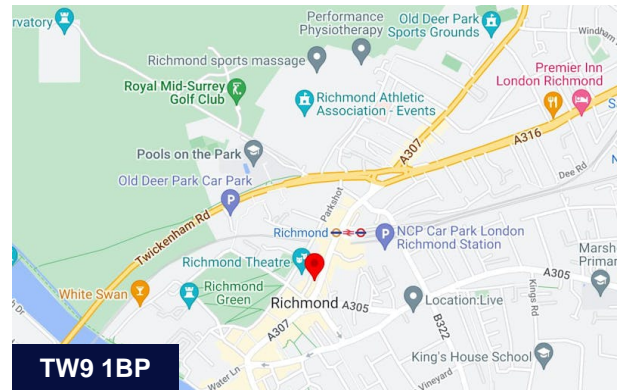 Performance
Physiotherapy
Old Deer Park
Sports Grounds
ervatory
Windham
Richmond sports massage
Premier Inn
London Richmond
Royal Mid-Surrey
Golf Club
Richmond Athletic
Association - Events
A307
A316
Pools on the Park
Old Deer Park Car Park
Dee Rd
Parkshot
Twickenham Rd
Richmond
NCP Car Park London
Richmond Station
Richmond Theatre
Marsh
Primar
A305
White Swan
Richmond
Green
Richmond
A305
Location:Live
Kings Rd
A307
B322
King's House School
Water Ln
Vineyard
TW9 1BP